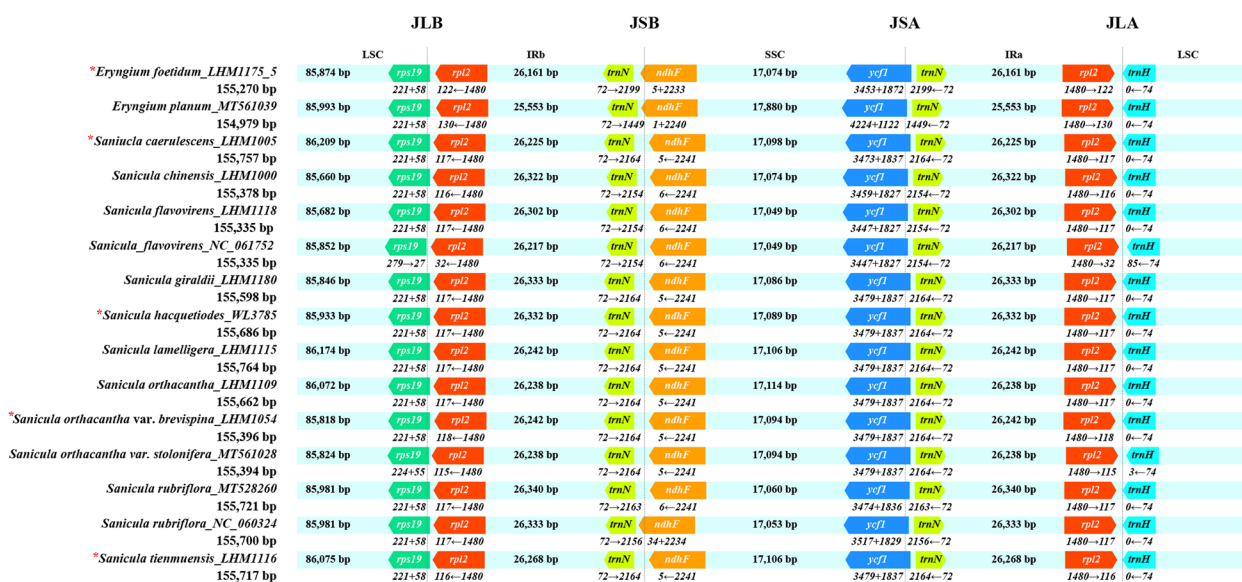 JLB JSB JSA JLA
LSC IRb SSC IRa LSC
*Eryngium foetidum_LHM1175_5 85,874 bp rps19 rpl2 26,161 bp trnN ndhF 17,074 bp ycf1 trnN 26,161 bp rpl2 trnH
155,270 bp 221+58 122←1480 72→2199 5+2233 3453+1872 2199←72 1480→122 0←74
Eryngium planum_MT561039 85,993 bp rps19 rpl2 25,553 bp trnN ndhF 17,880 bp ycf1 trnN 25,553 bp rpl2 trnH
154,979 bp 221+58 130←1480 72→1449 1+2240 4224+1122 1449←72 1480→130 0←74
*Saniucla caerulescens_LHM1005 86,209 bp rps19 rpl2 26,225 bp trnN ndhF 17,098 bp ycf1 trnN 26,225 bp rpl2 trnH
155,757 bp 221+58 117←1480 72→2164 5←2241 3473+1837 2164←72 1480→117 0←74
Sanicula chinensis_LHM1000 85,660 bp rps19 rpl2 26,322 bp trnN ndhF 17,074 bp ycf1 trnN 26,322 bp rpl2 trnH
155,378 bp 221+58 116←1480 72→2154 6←2241 3459+1827 2154←72 1480→116 0←74
Sanicula flavovirens_LHM1118 85,682 bp rps19 rpl2 26,302 bp trnN ndhF 17,049 bp ycf1 trnN 26,302 bp rpl2 trnH
155,335 bp 221+58 117←1480 72→2154 6←2241 3447+1827 2154←72 1480→117 0←74
Sanicula_flavovirens_NC_061752 85,852 bp rps19 rpl2 26,217 bp trnN ndhF 17,049 bp ycf1 trnN 26,217 bp rpl2 trnH
155,335 bp 279→27 32←1480 72→2154 6←2241 3447+1827 2154←72 1480→32 85←74
Sanicula giraldii_LHM1180 85,846 bp rps19 rpl2 26,333 bp trnN ndhF 17,086 bp ycf1 trnN 26,333 bp rpl2 trnH
155,598 bp 221+58 117←1480 72→2164 5←2241 3479+1837 2164←72 1480→117 0←74
*Sanicula hacquetiodes_WL3785 85,933 bp rps19 rpl2 26,332 bp trnN ndhF 17,089 bp ycf1 trnN 26,332 bp rpl2 trnH
155,686 bp 221+58 117←1480 72→2164 5←2241 3479+1837 2164←72 1480→117 0←74
Sanicula lamelligera_LHM1115 86,174 bp rps19 rpl2 26,242 bp trnN ndhF 17,106 bp ycf1 trnN 26,242 bp rpl2 trnH
155,764 bp 221+58 117←1480 72→2164 5←2241 3479+1837 2164←72 1480→117 0←74
Sanicula orthacantha_LHM1109 86,072 bp rps19 rpl2 26,238 bp trnN ndhF 17,114 bp ycf1 trnN 26,238 bp rpl2 trnH
155,662 bp 221+58 117←1480 72→2164 5←2241 3479+1837 2164←72 1480→117 0←74
*Sanicula orthacantha var. brevispina_LHM1054 85,818 bp rps19 rpl2 26,242 bp trnN ndhF 17,094 bp ycf1 trnN 26,242 bp rpl2 trnH
155,396 bp 221+58 118←1480 72→2164 5←2241 3479+1837 2164←72 1480→118 0←74
Sanicula orthacantha var. stolonifera_MT561028 85,824 bp rps19 rpl2 26,238 bp trnN ndhF 17,094 bp ycf1 trnN 26,238 bp rpl2 trnH
155,394 bp 224+55 115←1480 72→2164 5←2241 3479+1837 2164←72 1480→115 3←74
Sanicula rubriflora_MT528260 85,981 bp rps19 rpl2 26,340 bp trnN ndhF 17,060 bp ycf1 trnN 26,340 bp rpl2 trnH
155,721 bp 221+58 117←1480 72→2163 6←2241 3474+1836 2163←72 1480→117 0←74
Sanicula rubriflora_NC_060324 85,981 bp rps19 rpl2 26,333 bp trnN ndhF 17,053 bp ycf1 trnN 26,333 bp rpl2 trnH
155,700 bp 221+58 117←1480 72→2156 34+2234 3517+1829 2156←72 1480→117 0←74
*Sanicula tienmuensis_LHM1116 86,075 bp rps19 rpl2 26,268 bp trnN ndhF 17,106 bp ycf1 trnN 26,268 bp rpl2 trnH
155,717 bp 221+58 116←1480 72→2164 5←2241 3479+1837 2164←72 1480→116 0←74